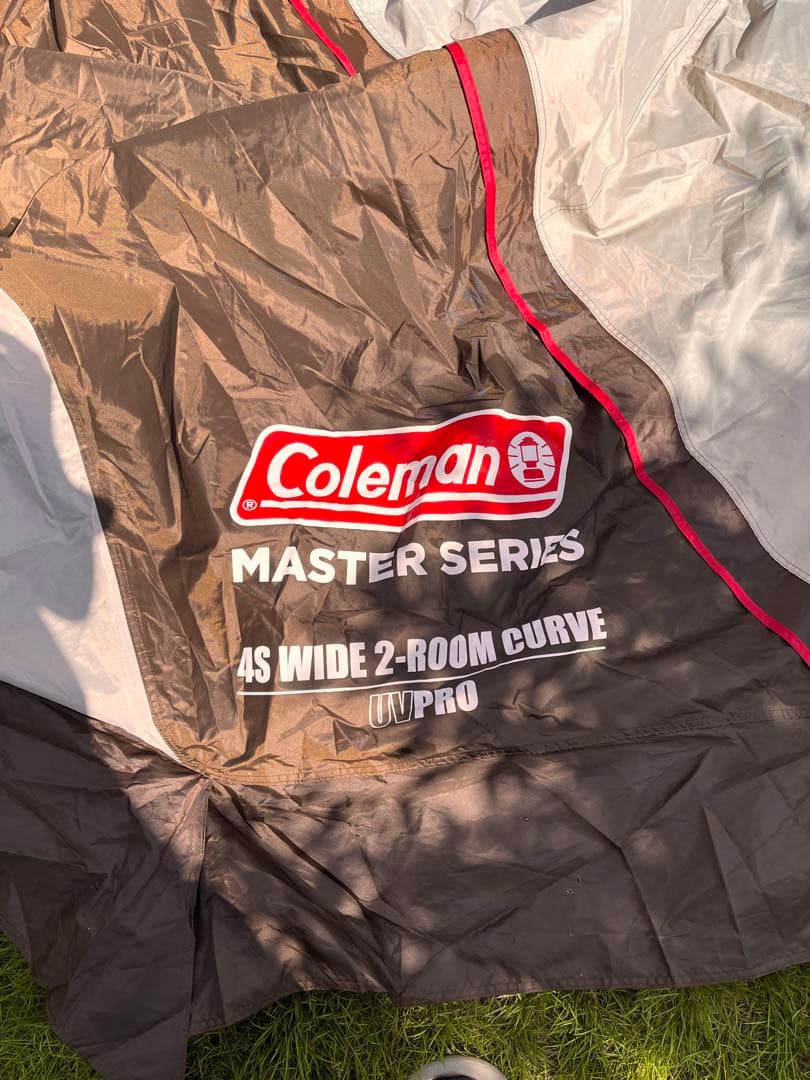 Coleman
®
MASTER SERIES
4S WIDE 2-ROOM CURVE
UVPRO